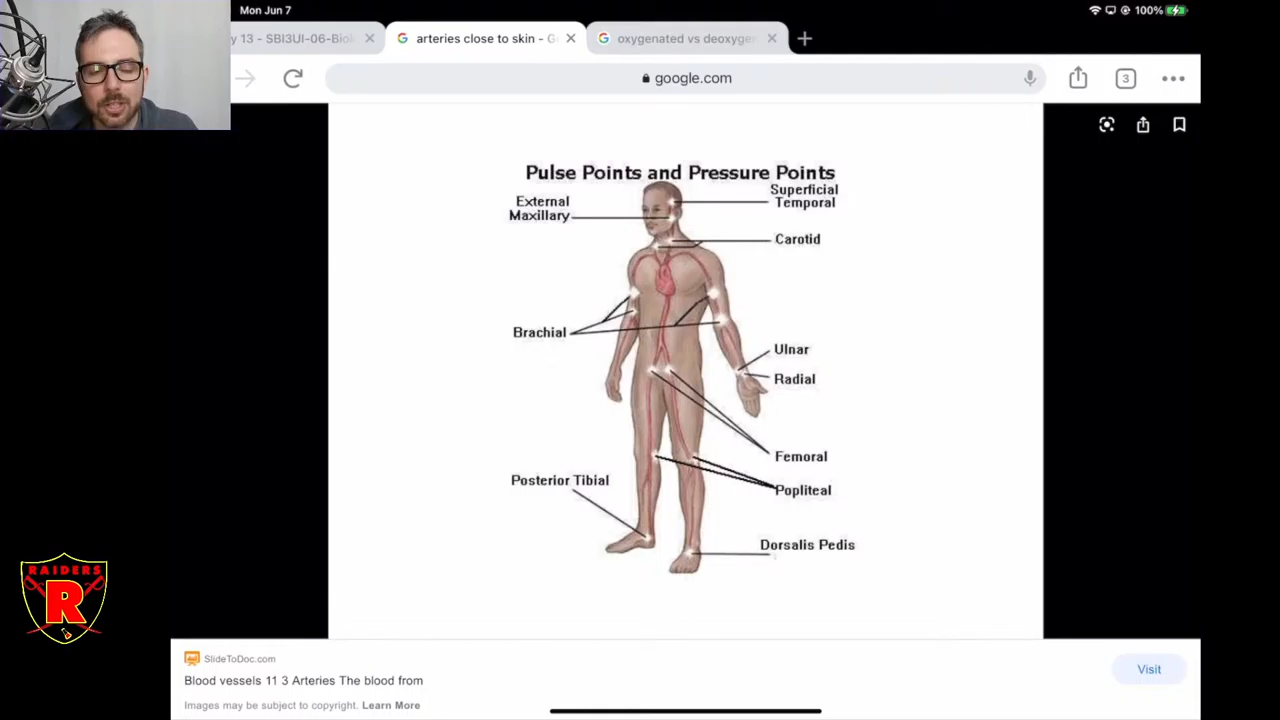 Mon Jun 7
100%
y 13 - SBI3UI-06-Biol
arteries close to skin - G
oxygenated vs deoxygen
google.com
3
Pulse Points and Pressure Points
External
Maxillary
Superficial
Temporal
Carotid
Brachial
Ulnar
Radial
Femoral
Posterior Tibial
Popliteal
Dorsalis Pedis
RAIDERS
R
SlideToDoc.com
Blood vessels 11 3 Arteries The blood from
Images may be subject to copyright. Learn More
Visit